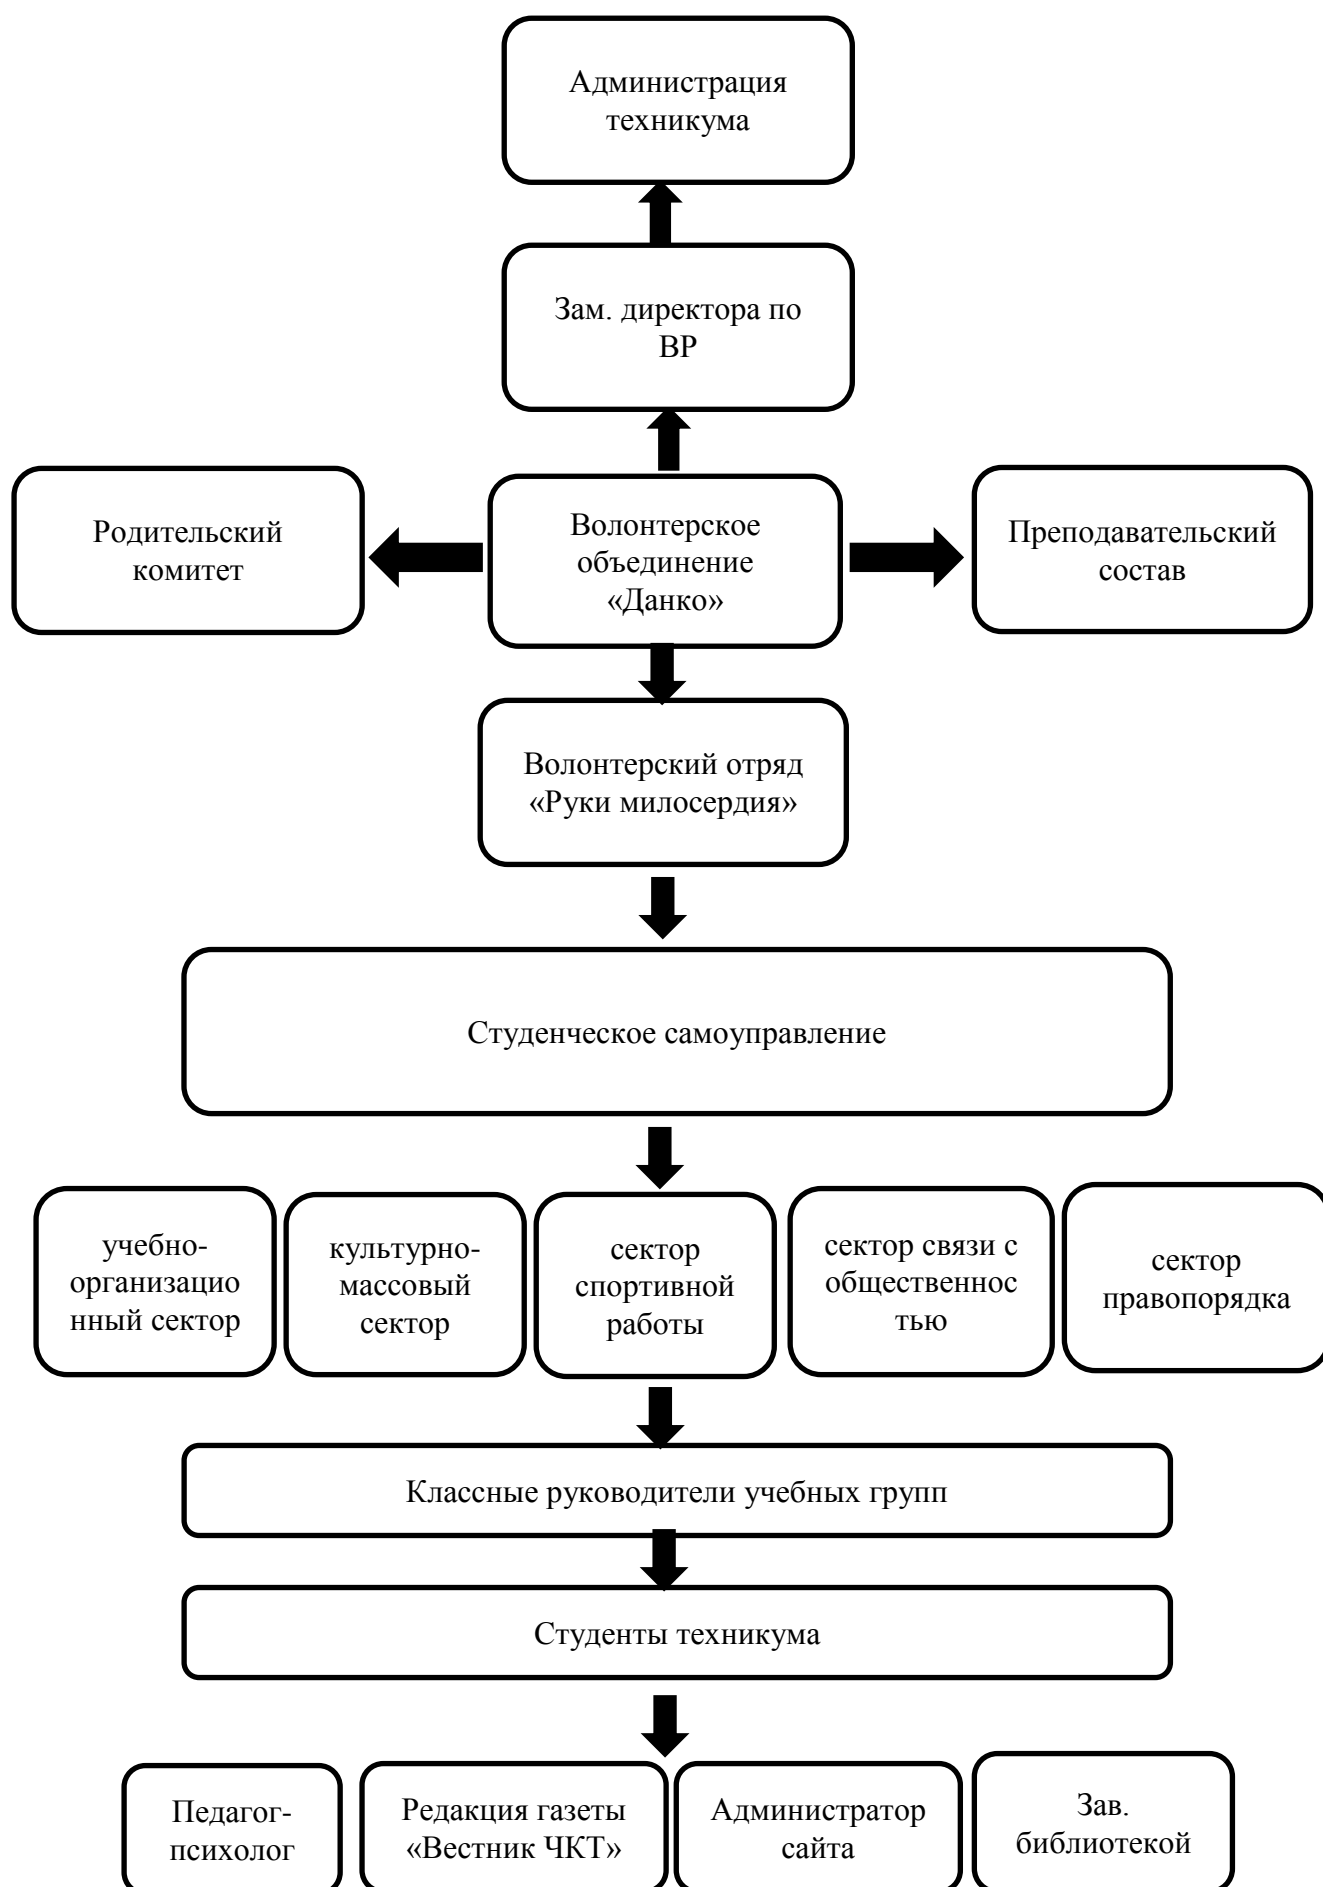 Администрация
техникума
Зам. директора по
ВР
Родительский
комитет
Волонтерское
объединение
«Данко»
Преподавательский
состав
Волонтерский отряд
«Руки милосердия»
Студенческое самоуправление
учебно-
организацио
нный сектор
культурно-
массовый
сектор
сектор
спортивной
работы
сектор связи с
общественнос
тью
сектор
правопорядка
Классные руководители учебных групп
Студенты техникума
Педагог-
психолог
Редакция газеты
«Вестник ЧКТ»
Администратор
сайта
Зав.
библиотекой